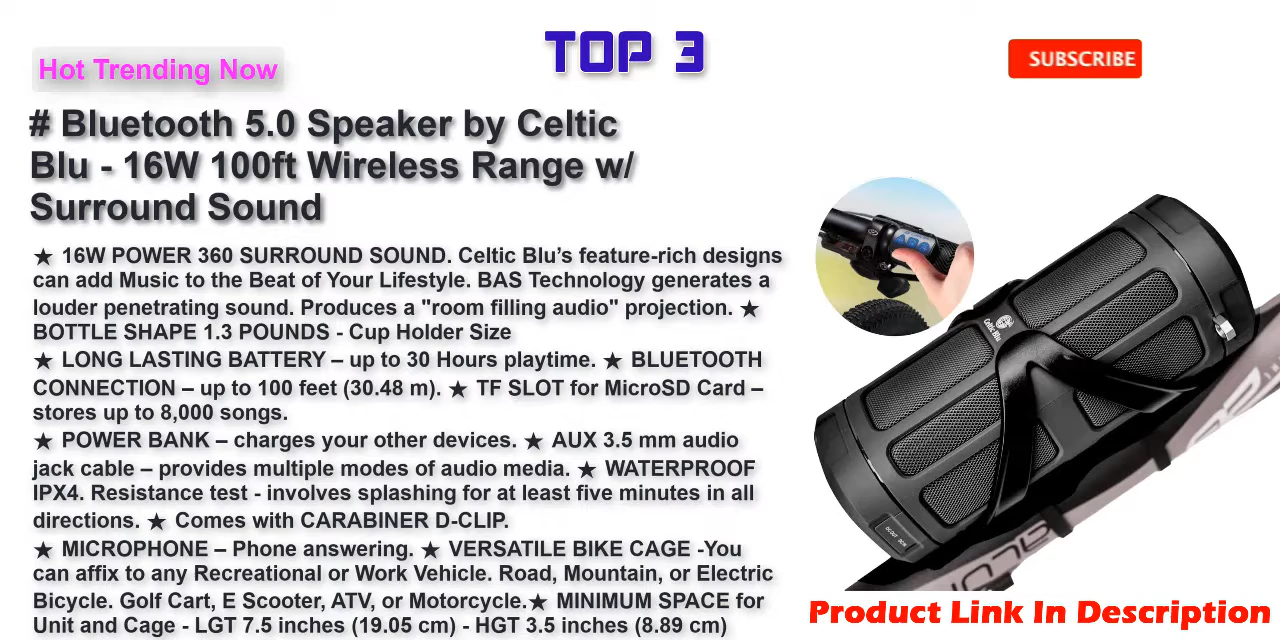 TOP 3
Hot Trending Now
SUBSCRIBE
# Bluetooth 5.0 Speaker by Celtic
Blu - 16W 100ft Wireless Range w/
Surround Sound
★ 16W POWER 360 SURROUND SOUND. Celtic Blu’s feature-rich designs
can add Music to the Beat of Your Lifestyle. BAS Technology generates a
louder penetrating sound. Produces a "room filling audio" projection. ★
BOTTLE SHAPE 1.3 POUNDS - Cup Holder Size
★ LONG LASTING BATTERY – up to 30 Hours playtime. ★ BLUETOOTH
CONNECTION – up to 100 feet (30.48 m). ★ TF SLOT for MicroSD Card –
stores up to 8,000 songs.
★ POWER BANK – charges your other devices. ★ AUX 3.5 mm audio
jack cable – provides multiple modes of audio media. ★ WATERPROOF
IPX4. Resistance test - involves splashing for at least five minutes in all
directions. ★ Comes with CARABINER D-CLIP.
★ MICROPHONE – Phone answering. ★ VERSATILE BIKE CAGE -You
can affix to any Recreational or Work Vehicle. Road, Mountain, or Electric
Bicycle. Golf Cart, E Scooter, ATV, or Motorcycle.★ MINIMUM SPACE for
Unit and Cage - LGT 7.5 inches (19.05 cm) - HGT 3.5 inches (8.89 cm)
Celtic Blu
Product Link In Description